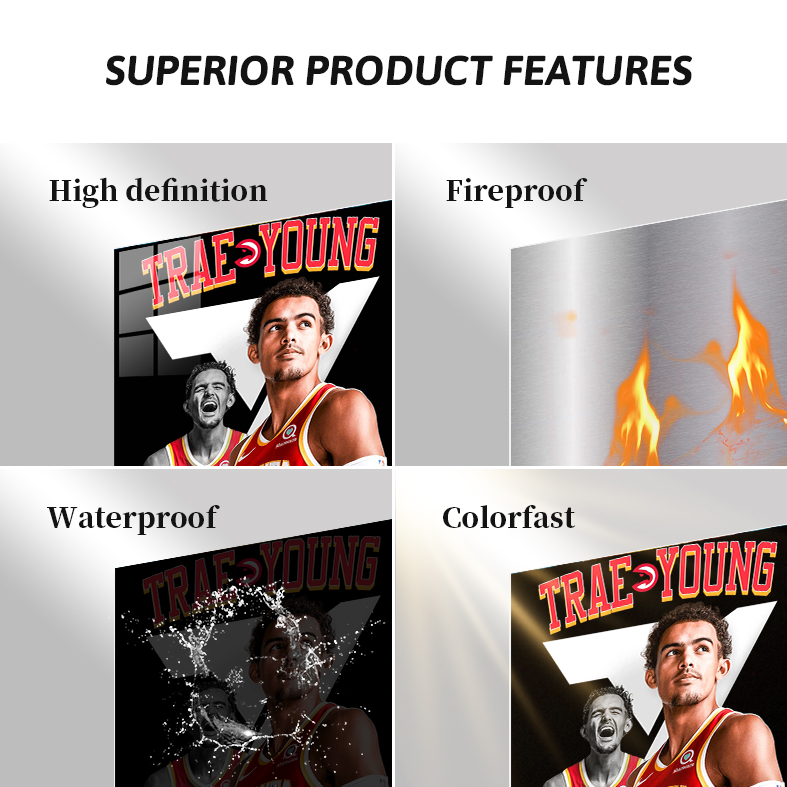 SUPERIOR PRODUCT FEATURES
High definition
Fireproof
TRAE YOUNG
Waterproof
Colorfast
TRAE YOUNG
TRAE YOUNG